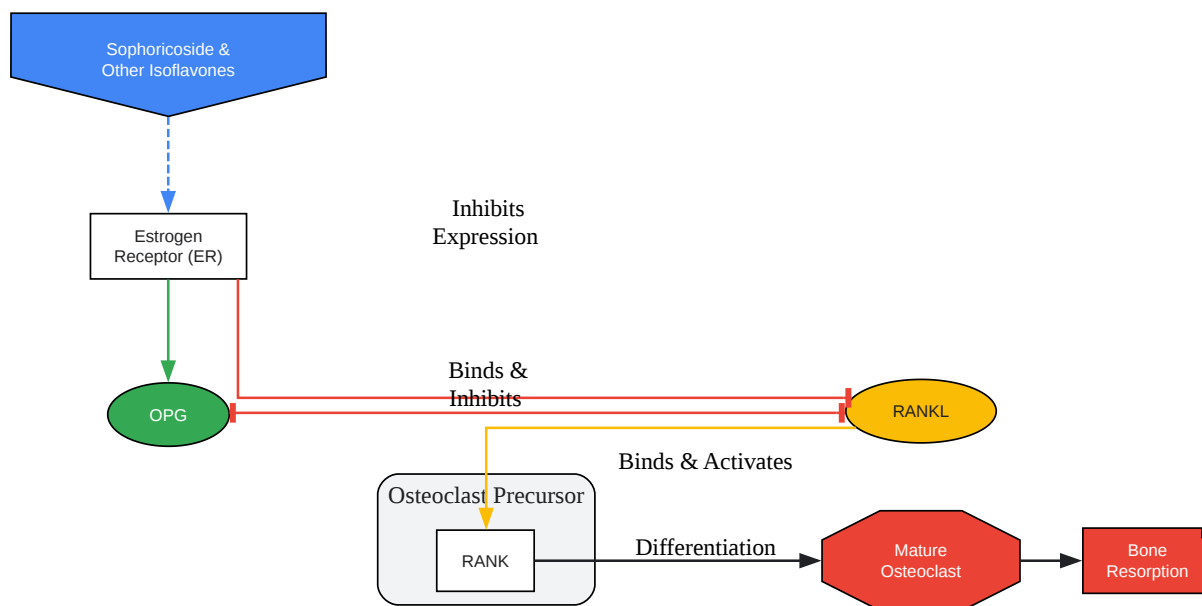 Sophoricoside &
Other Isoflavones
Estrogen
Receptor (ER)
Inhibits
Expression
Binds &
Inhibits
OPG
RANKL
Binds & Activates
Osteoclast Precursor
RANK
Differentiation
Mature
Osteoclast
Bone
Resorption